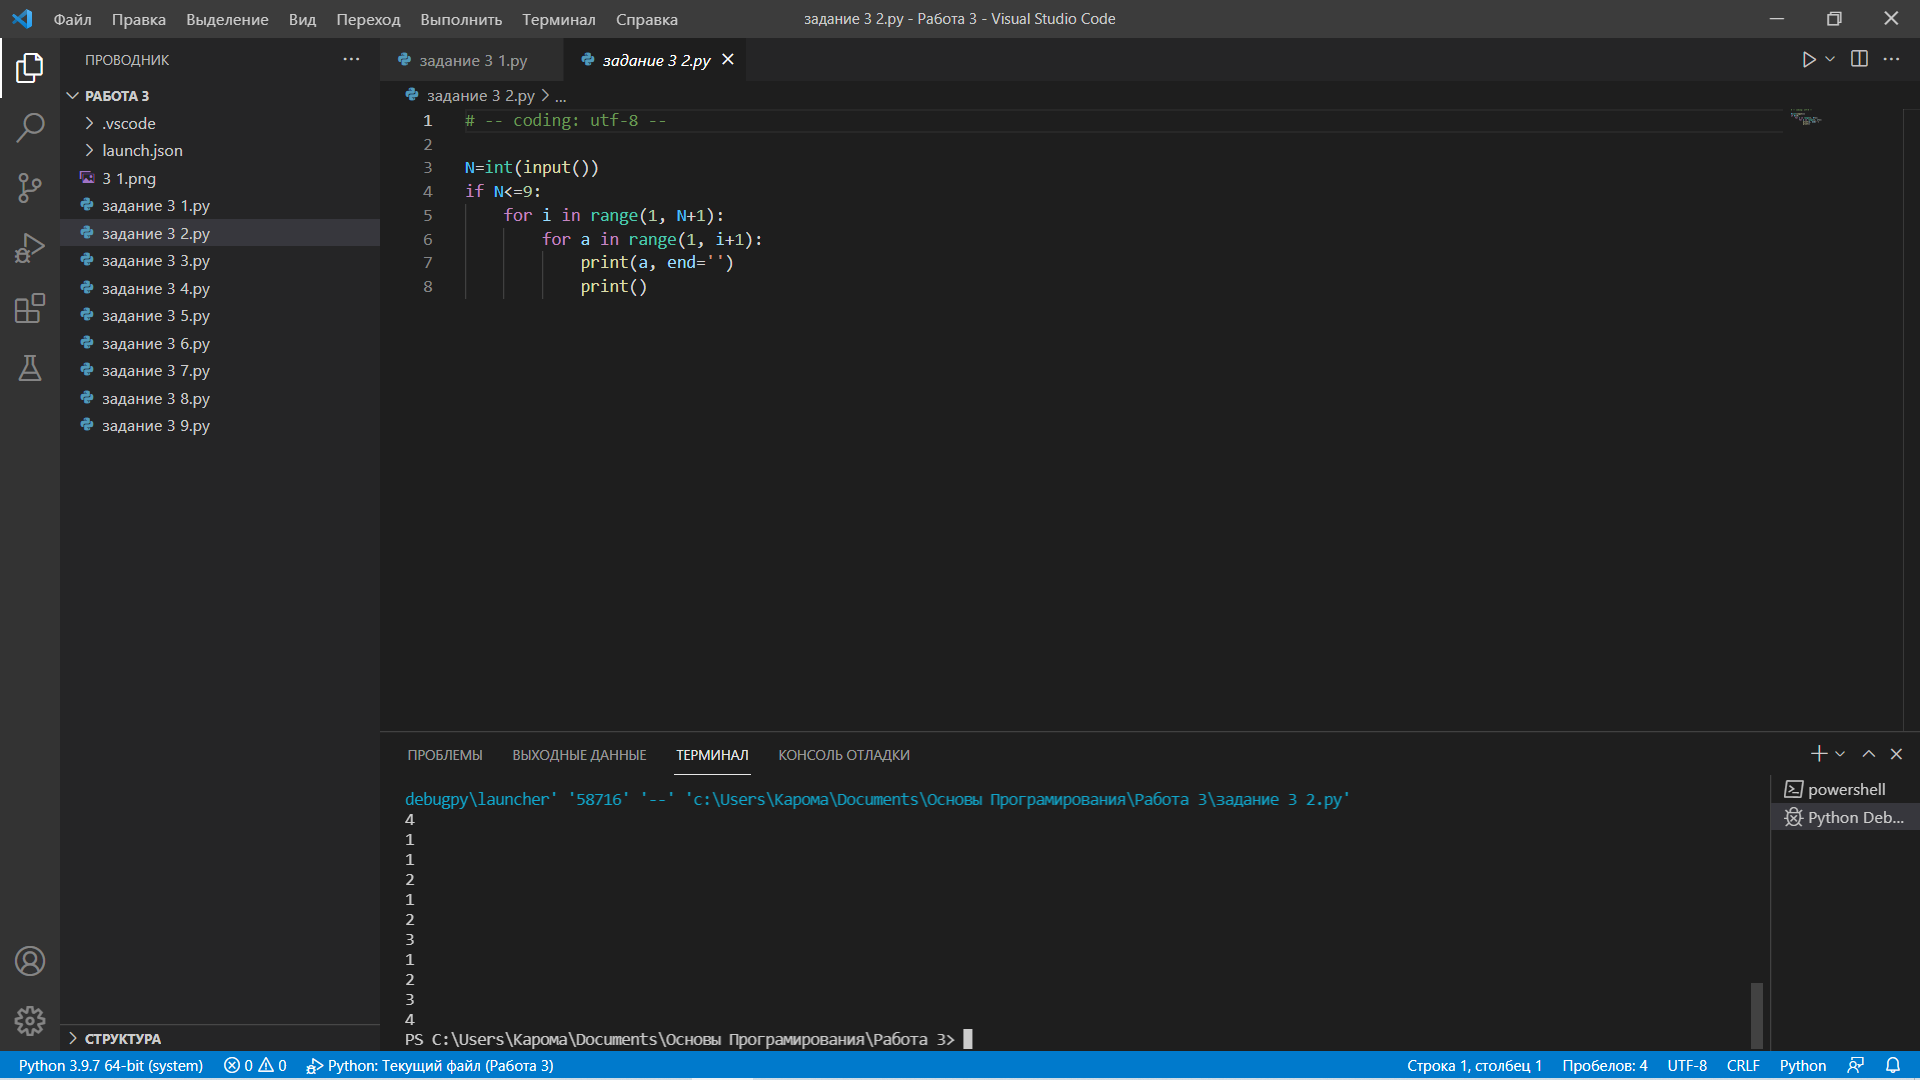 Файл Правка Выделение Вид Переход Выполнить Терминал Справка
задание 3 2.py - Работа 3 - Visual Studio Code
ПРОВОДНИК
РАБОТА 3
.vscode
launch.json
3 1.png
задание 3 1.py
задание 3 2.py
задание 3 3.py
задание 3 4.py
задание 3 5.py
задание 3 6.py
задание 3 7.py
задание 3 8.py
задание 3 9.py
СТРУКТУРА
задание 3 1.py
задание 3 2.py
задание 3 2.py > ...
1 # -- coding: utf-8 --
2
3 N=int(input())
4 if N<=9:
5 for i in range(1, N+1):
6 for a in range(1, i+1):
7 print(a, end='')
8 print()
ПРОБЛЕМЫ ВЫХОДНЫЕ ДАННЫЕ ТЕРМИНАЛ КОНСОЛЬ ОТЛАДКИ
debugpy\launcher' '58716' '--' 'c:\Users\Карома\Documents\Основы Програмирования\Работа 3\задание 3 2.py'
4
1
1
2
1
2
3
1
2
3
4
PS C:\Users\Карома\Documents\Основы Програмирования\Работа 3>
powershell
Python Deb...
Python 3.9.7 64-bit (system) 0 0 Python: Текущий файл (Работа 3)
Строка 1, столбец 1 Пробелов: 4 UTF-8 CRLF Python